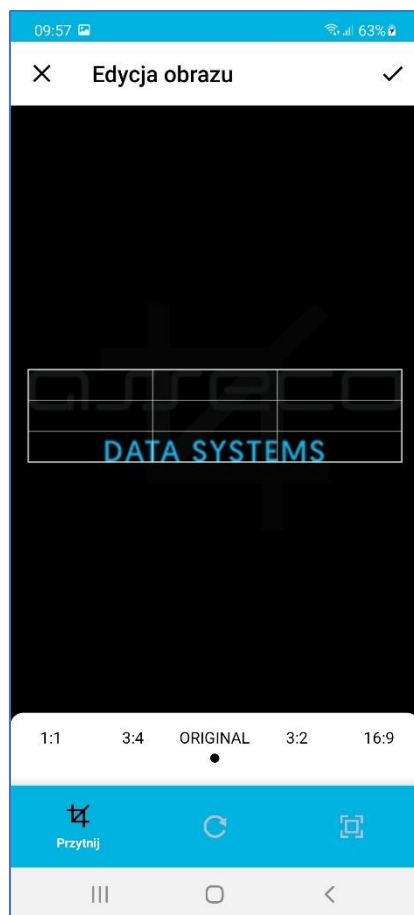 09:57 63%
Edycja obrazu
asseco
DATA SYSTEMS
1:1 3:4 ORIGINAL 3:2 16:9
Przytnij